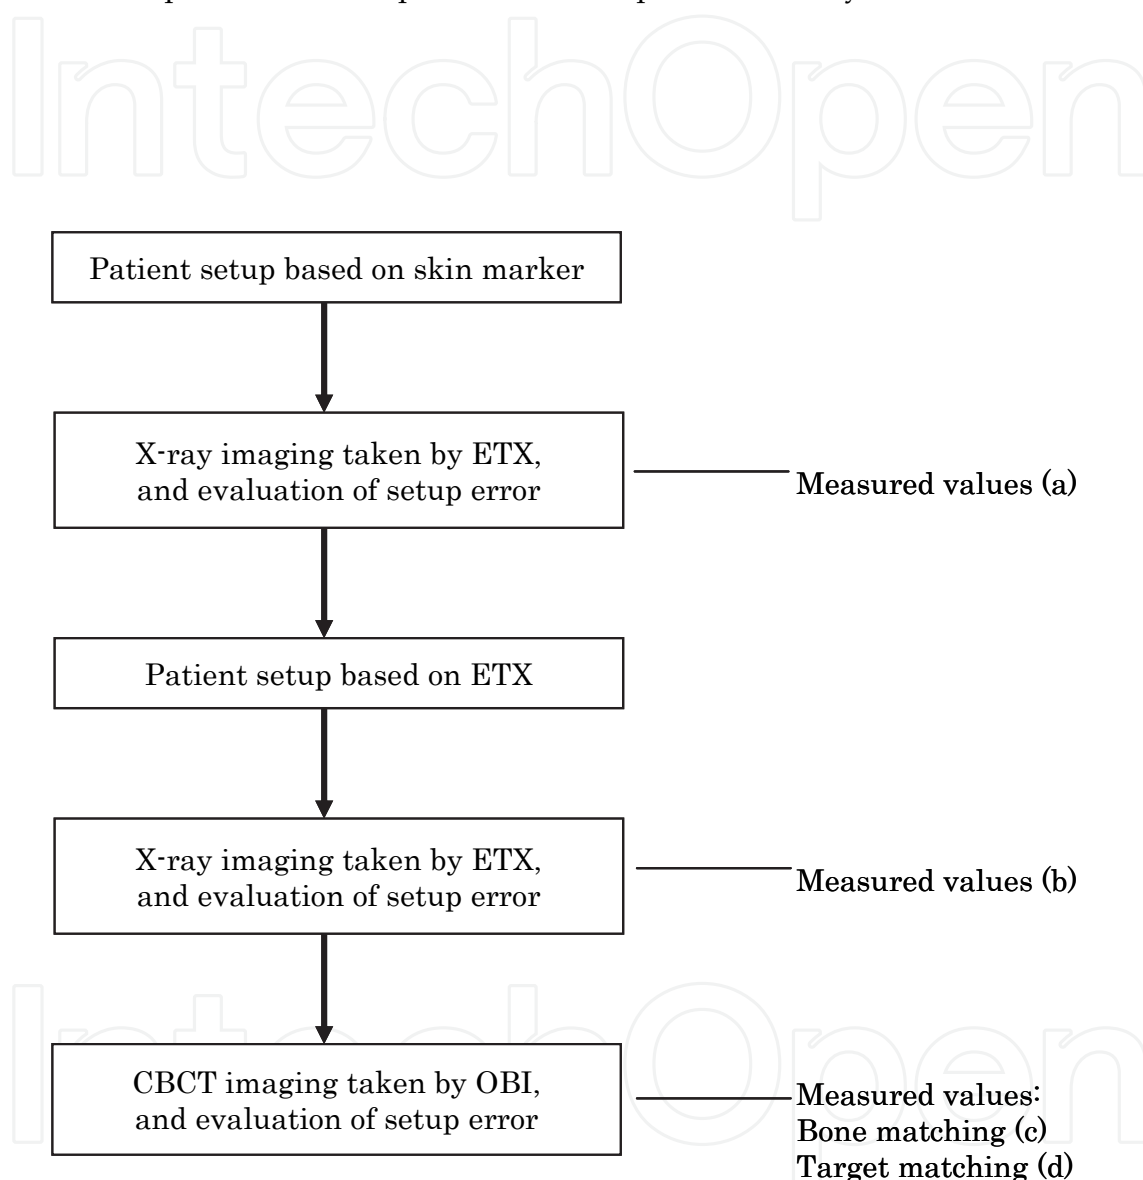 IntechOpen
Patient setup based on skin marker
X-ray imaging taken by ETX,
and evaluation of setup error
Measured values (a)
Patient setup based on ETX
X-ray imaging taken by ETX,
and evaluation of setup error
Measured values (b)
IntechOpen
CBCT imaging taken by OBI,
and evaluation of setup error
Measured values:
Bone matching (c)
Target matching (d)